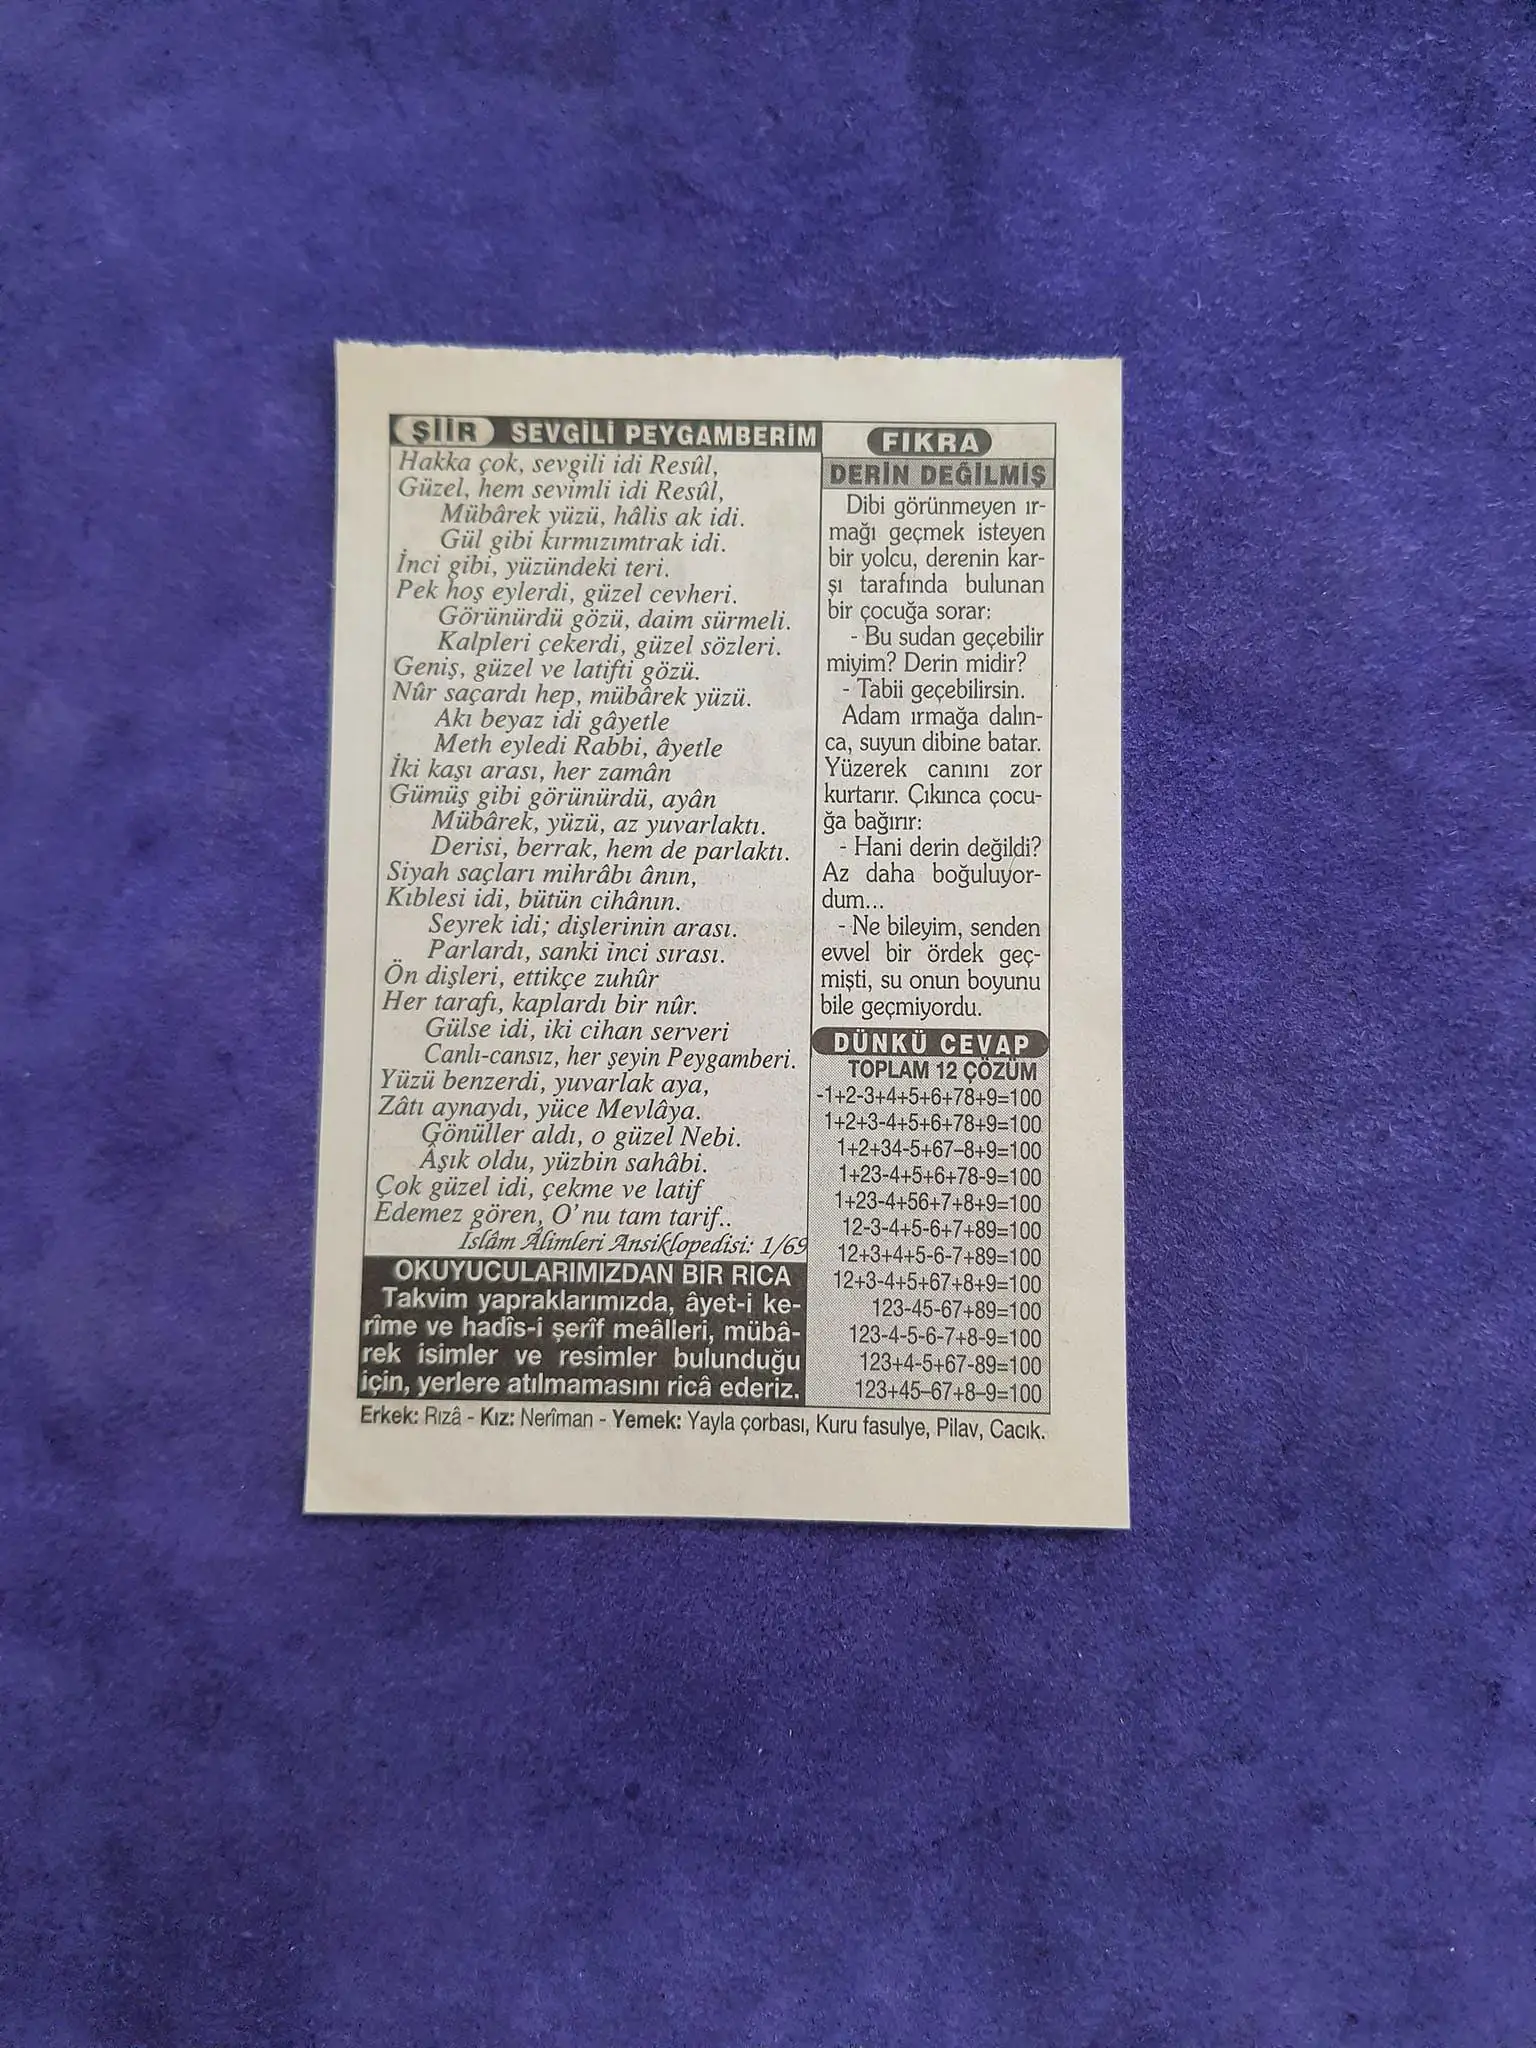 ŞİİR SEVGİLİ PEYGAMBERİM
Hakka çok, sevgili idi Resûl,
Güzel, hem sevimli idi Resûl,
Mübârek yüzü, hâlis ak idi.
Gül gibi kırmızımtrak idi.
İnci gibi, yüzündeki teri.
Pek hoş eylerdi, güzel cevheri.
Görünürdü gözü, daim sürmeli.
Kalpleri çekerdi, güzel sözleri.
Geniş, güzel ve latifti gözü.
Nûr saçardı hep, mübârek yüzü.
Akı beyaz idi gâyetle
Meth eyledi Rabbi, âyetle
İki kaşı arası, her zamân
Gümüş gibi görünürdü, ayân
Mübârek, yüzü, az yuvarlaktı.
Derisi, berrak, hem de parlaktı.
Siyah saçları mihrâbı ânın,
Kıblesi idi, bütün cihânın.
Seyrek idi; dişlerinin arası.
Parlardı, sanki inci sırası.
Ön dişleri, ettikçe zuhûr
Her tarafı, kaplardı bir nûr.
Gülse idi, iki cihan serveri
Canlı-cansız, her şeyin Peygamberi.
Yüzü benzerdi, yuvarlak aya,
Zâtı aynaydı, yüce Mevlâya.
Gönüller aldı, o güzel Nebi.
Âşık oldu, yüzbin sahâbi.
Çok güzel idi, çekme ve latif
Edemez gören, O'nu tam tarif..
İslâm Âlimleri Ansiklopedisi: 1/69
OKUYUCULARIMIZDAN BİR RİCA
Takvim yapraklarımızda, âyet-i ke-
rîme ve hadîs-i şerîf meâlleri, mübâ-
rek isimler ve resimler bulunduğu
için, yerlere atılmamasını ricâ ederiz.
FIKRA
DERİN DEĞİLMİŞ
Dibi görünmeyen ır-
mağı geçmek isteyen
bir yolcu, derenin kar-
şı tarafında bulunan
bir çocuğa sorar:
- Bu sudan geçebilir
miyim? Derin midir?
- Tabii geçebilirsin.
Adam ırmağa dalın-
ca, suyun dibine batar.
Yüzerek canını zor
kurtarır. Çıkınca çocu-
ğa bağırır:
- Hani derin değildi?
Az daha boğuluyor-
dum...
- Ne bileyim, senden
evvel bir ördek geç-
mişti, su onun boyunu
bile geçmiyordu.
DÜNKÜ CEVAP
TOPLAM 12 ÇÖZÜM
-1+2-3+4+5+6+78+9=100
1+2+3-4+5+6+78+9=100
1+2+34-5+67–8+9=100
1+23-4+5+6+78-9=100
1+23-4+56+7+8+9=100
12-3-4+5-6+7+89=100
12+3+4+5-6-7+89=100
12+3-4+5+67+8+9=100
123-45-67+89=100
123-4-5-6-7+8-9=100
123+4-5+67-89=100
123+45–67+8–9=100
Erkek: Rızâ - Kız: Nerîman - Yemek: Yayla çorbası, Kuru fasulye, Pilav, Cacık.